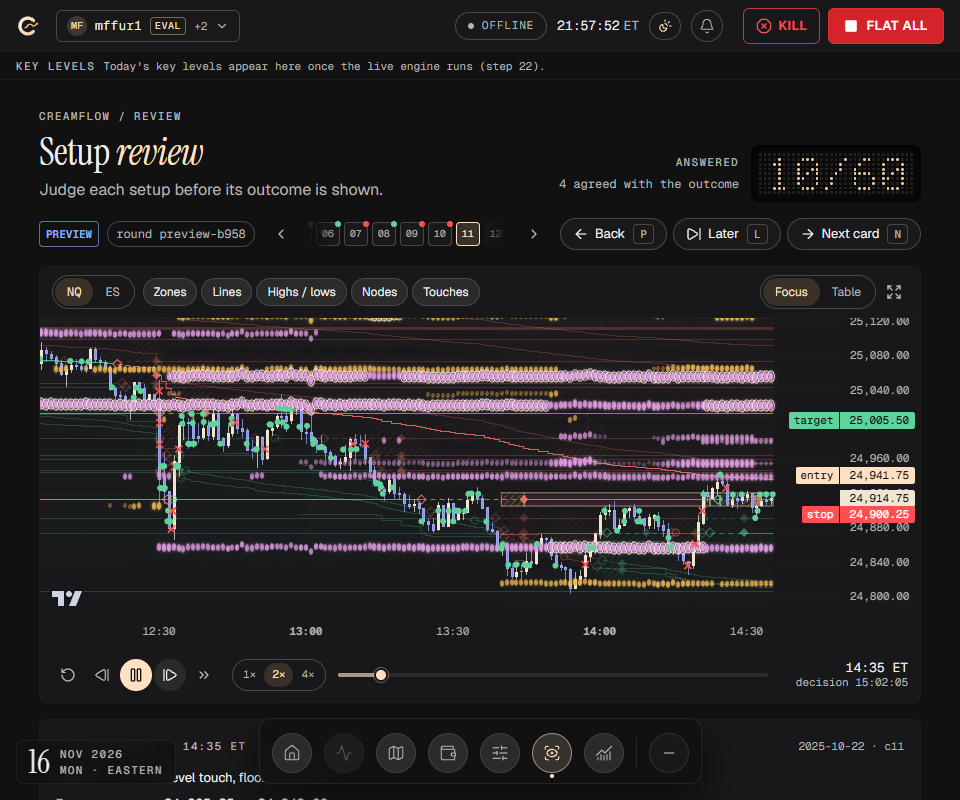 MF mffur1 EVAL +2
OFFLINE
21:57:52 ET
KILL
FLAT ALL
KEY LEVELS Today's key levels appear here once the live engine runs (step 22).
CREAMFLOW / REVIEW
Setup review
Judge each setup before its outcome is shown.
ANSWERED
4 agreed with the outcome
10/60
PREVIEW
round preview-b958
06 07 08 09 10 11 12
Back P
Later L
Next card N
NQ ES
Zones
Lines
Highs / lows
Nodes
Touches
Focus
Table
25,120.00
25,080.00
25,040.00
target 25,005.50
24,960.00
entry 24,941.75
24,914.75
stop 24,900.25
24,880.00
24,840.00
24,800.00
12:30 13:00 13:30 14:00 14:30
1× 2× 4×
14:35 ET
decision 15:02:05
14:35 ET
2025-10-22 · c11
16 NOV 2026
MON · EASTERN
evel touch, floo